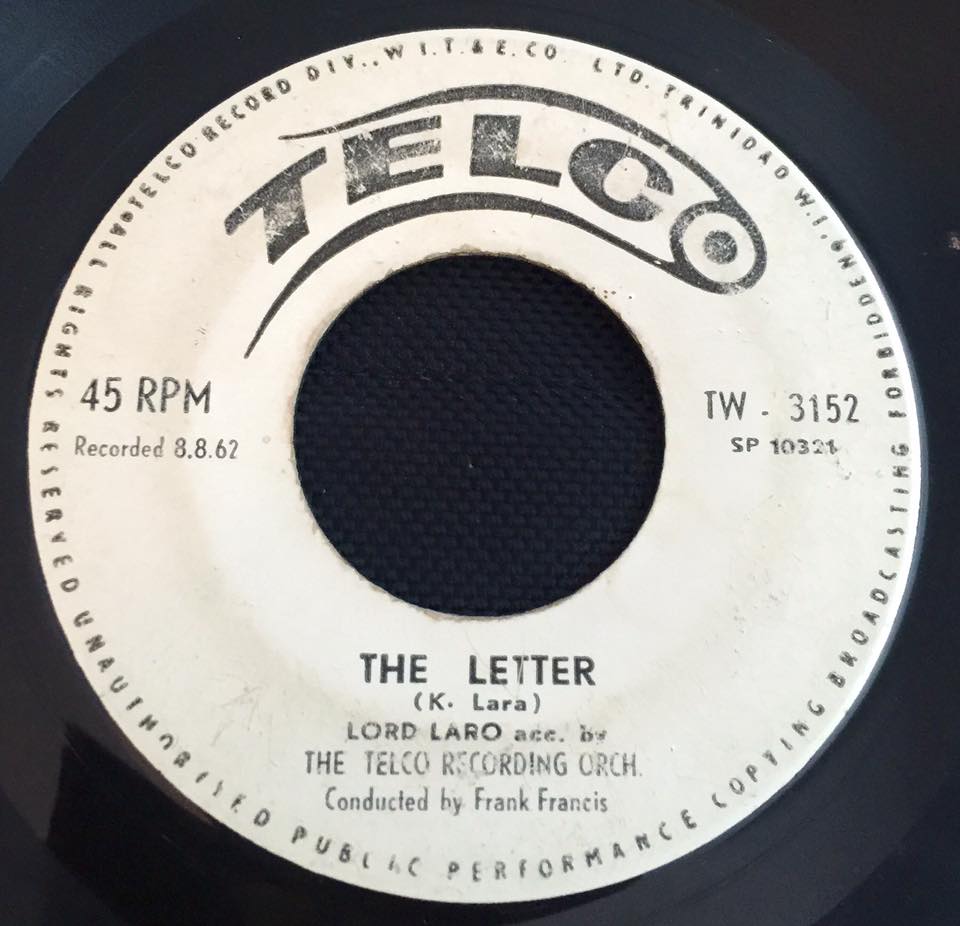 TELCO RECORD DIV., W.I.T. & E. CO. LTD. TRINIDAD W.I.
ALL RIGHTS RESERVED UNAUTHORISED PUBLIC PERFORMANCE COPYING BROADCASTING FORBIDDEN
TELCO
45 RPM
Recorded 8.8.62
TW - 3152
SP 10321
THE LETTER
(K. Lara)
LORD LARO acc. by
THE TELCO RECORDING ORCH.
Conducted by Frank Francis